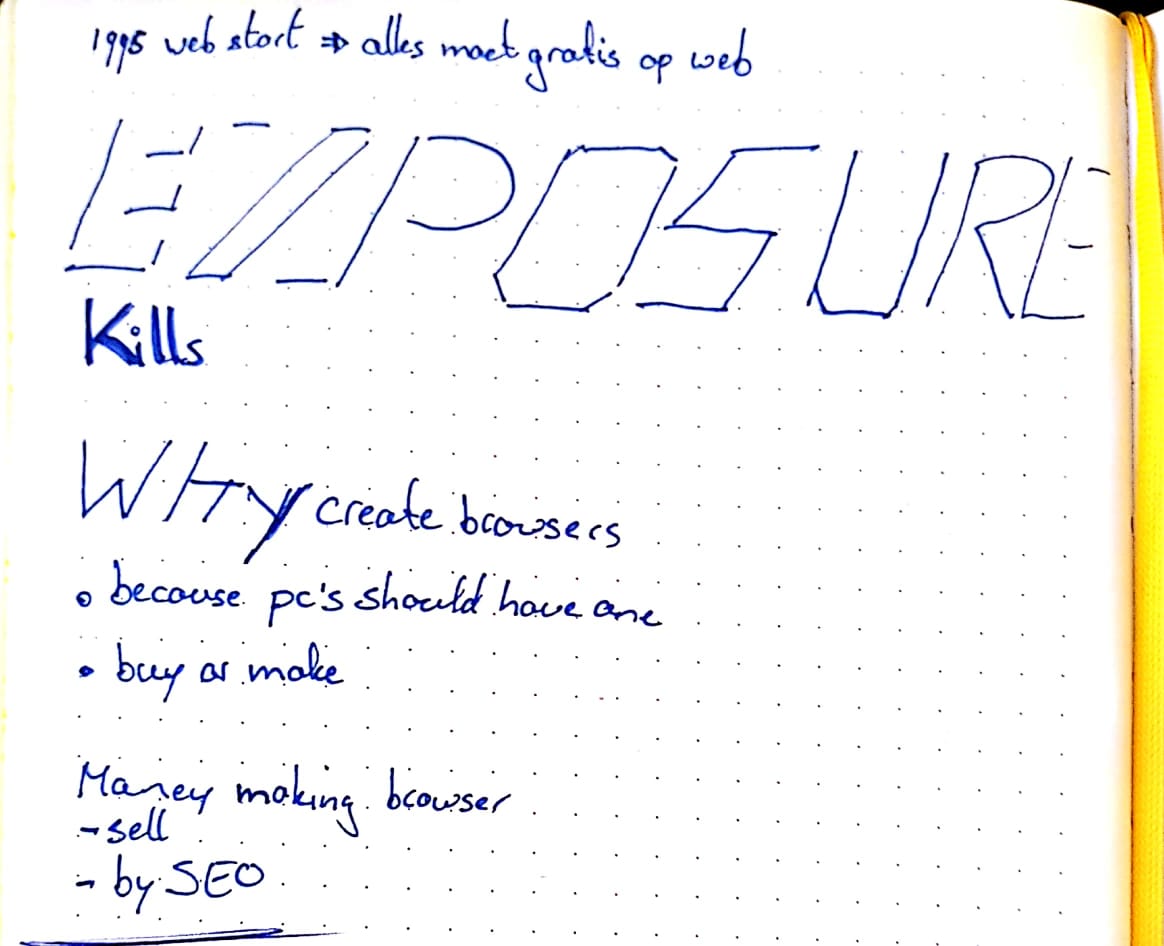 1995 web start ⇒ alles moet gratis op web
EXPOSURE
Kills
WHY create browsers
○ because pc's should have one
• buy or make
Money making browser
- sell
- by SEO